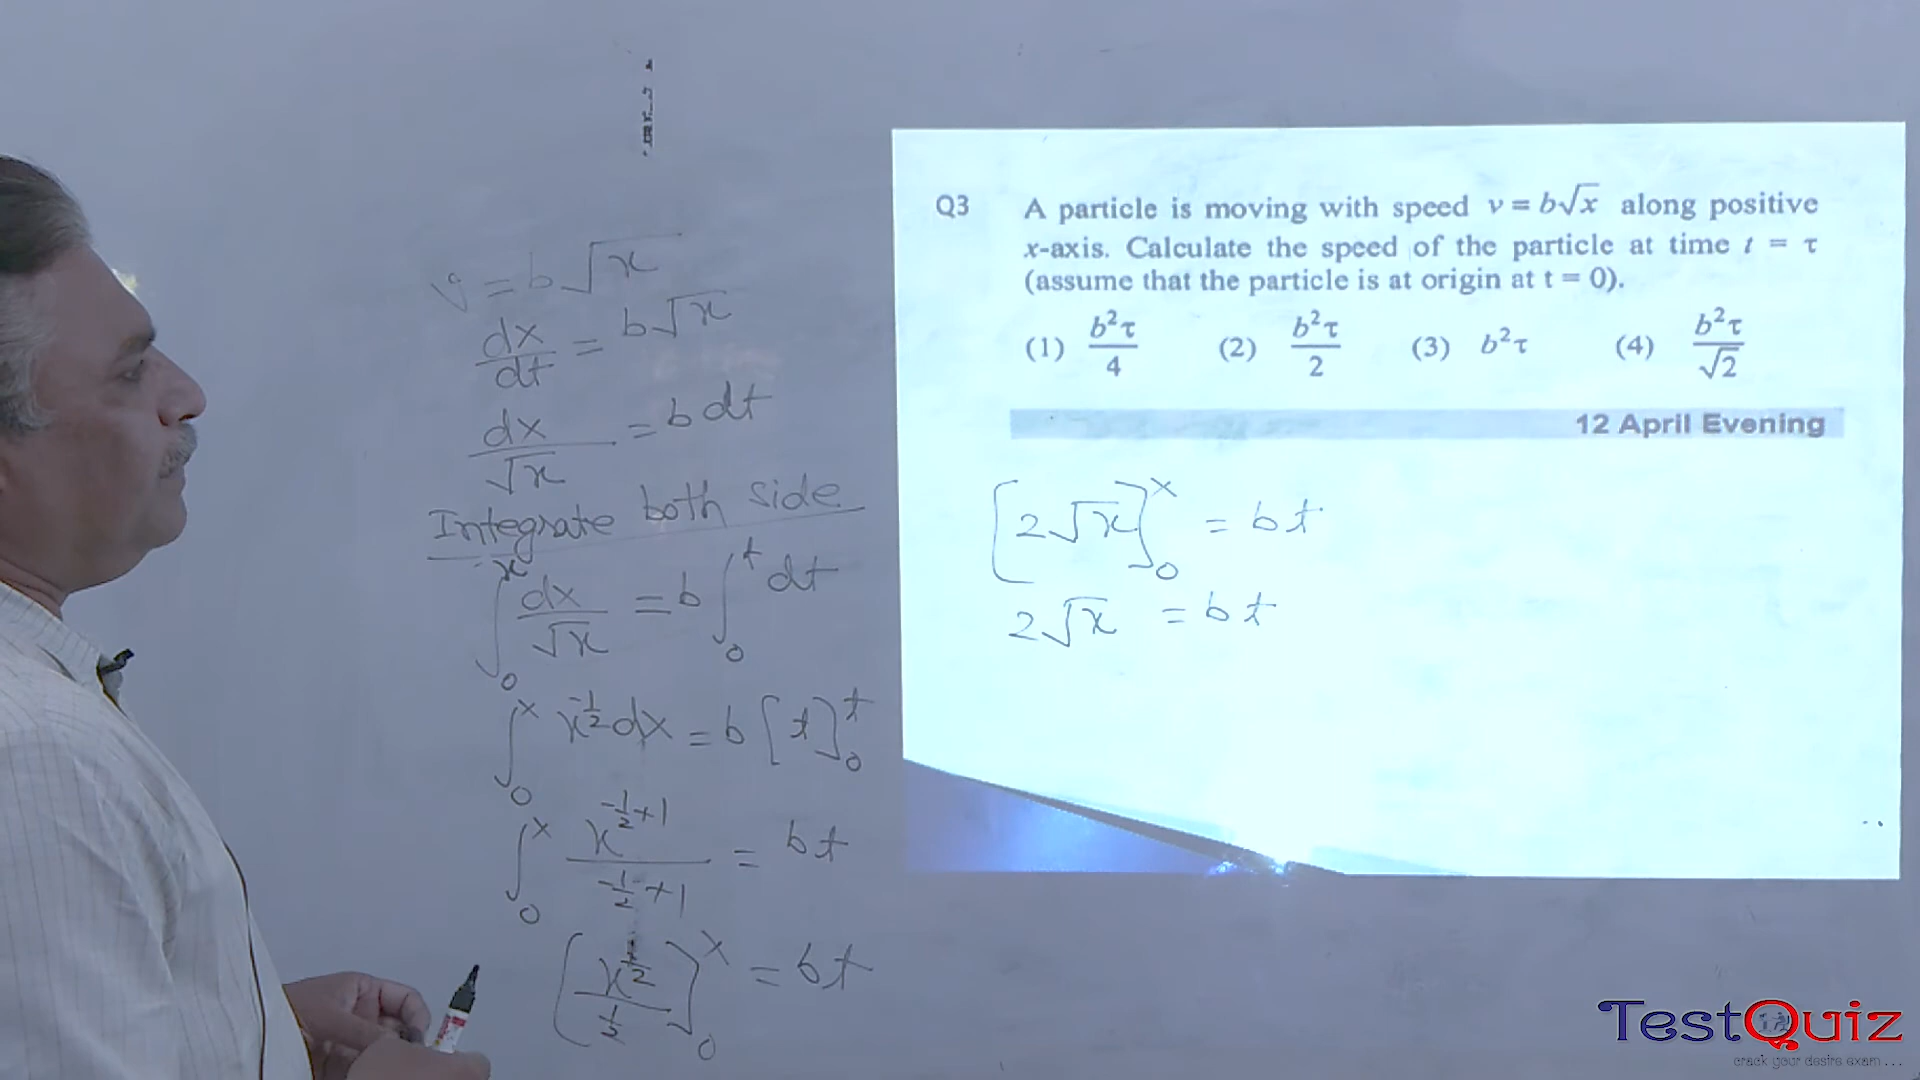 v = b√x
dx/dt = b√x
dx/√x = b dt
Integrate both side
∫₀ˣ dx/√x = b ∫₀ᵗ dt
∫₀ˣ x^(-1/2) dx = b [t]₀ᵗ
∫₀ˣ x^(-1/2+1) / (-1/2+1) = bt
[x^(1/2) / (1/2)]₀ˣ = bt
Q3 A particle is moving with speed v = b√x along positive
x-axis. Calculate the speed of the particle at time t = τ
(assume that the particle is at origin at t = 0).
(1) b²τ/4 (2) b²τ/2 (3) b²τ (4) b²τ/√2
12 April Evening
[2√x]₀ˣ = bt
2√x = bt
TestQuiz
crack your desire exam ...